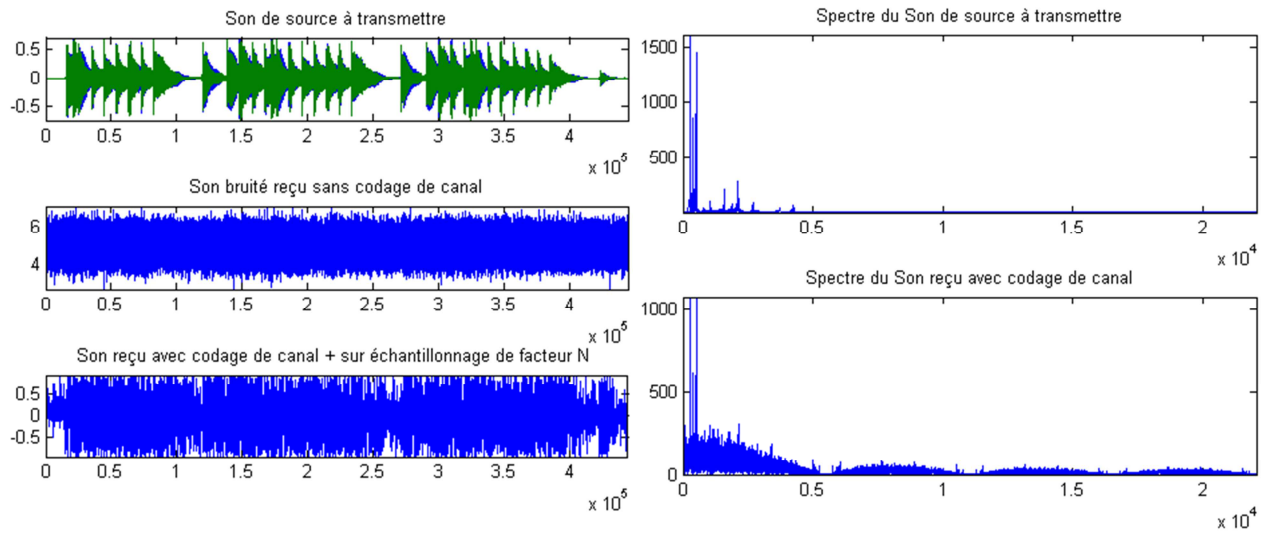 Son de source à transmettre
0.5
0
-0.5
0 0.5 1 1.5 2 2.5 3 3.5 4
x 10^5
Son bruité reçu sans codage de canal
6
4
0 0.5 1 1.5 2 2.5 3 3.5 4
x 10^5
Son reçu avec codage de canal + sur échantillonnage de facteur N
0.5
0
-0.5
0 0.5 1 1.5 2 2.5 3 3.5 4
x 10^5
Spectre du Son de source à transmettre
1500
1000
500
0 0.5 1 1.5 2
x 10^4
Spectre du Son reçu avec codage de canal
1000
500
0
0 0.5 1 1.5 2
x 10^4